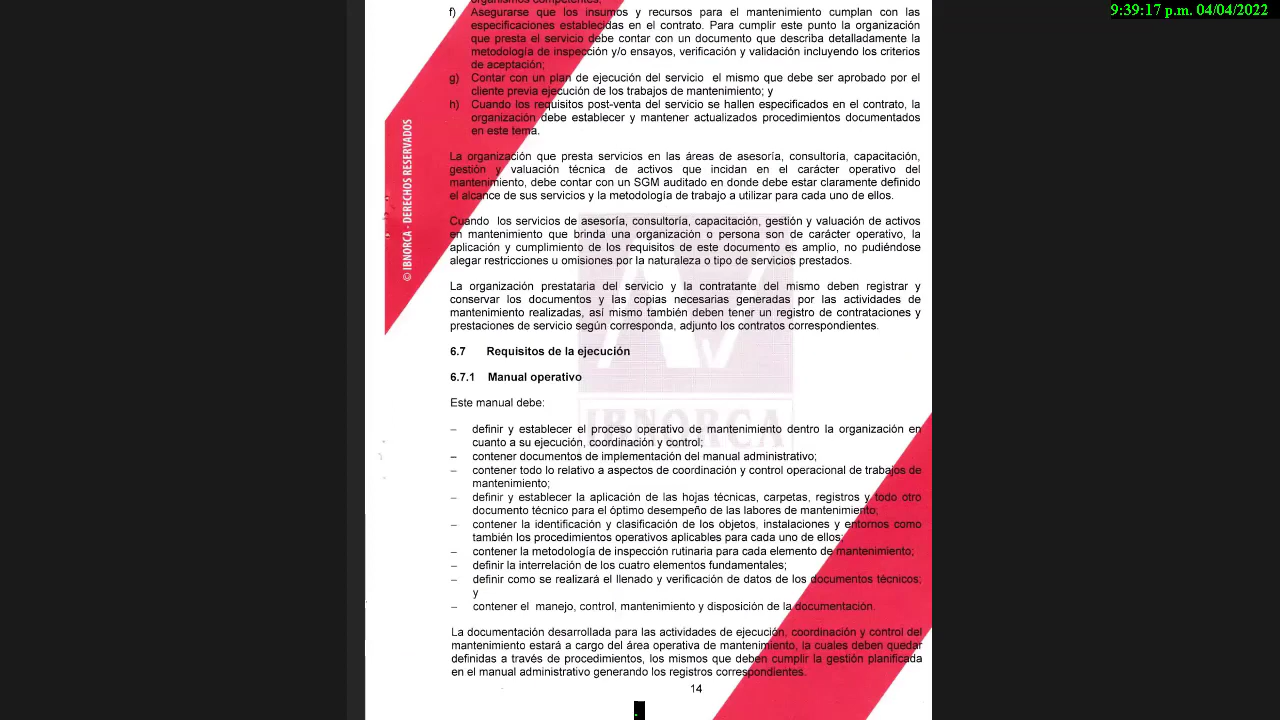 9:39:17 p.m. 04/04/2022
f) Asegurarse que los insumos y recursos para el mantenimiento cumplan con las
especificaciones establecidas en el contrato. Para cumplir este punto la organización
que presta el servicio debe contar con un documento que describa detalladamente la
metodología de inspección y/o ensayos, verificación y validación incluyendo los criterios
de aceptación;
g) Contar con un plan de ejecución del servicio el mismo que debe ser aprobado por el
cliente previa ejecución de los trabajos de mantenimiento; y
h) Cuando los requisitos post-venta del servicio se hallen especificados en el contrato, la
organización debe establecer y mantener actualizados procedimientos documentados
en este tema.
© IBNORCA - DERECHOS RESERVADOS
La organización que presta servicios en las áreas de asesoría, consultoría, capacitación,
gestión y valuación técnica de activos que incidan en el carácter operativo del
mantenimiento, debe contar con un SGM auditado en donde debe estar claramente definido
el alcance de sus servicios y la metodología de trabajo a utilizar para cada uno de ellos.
Cuando los servicios de asesoría, consultoría, capacitación, gestión y valuación de activos
en mantenimiento que brinda una organización o persona son de carácter operativo, la
aplicación y cumplimiento de los requisitos de este documento es amplio, no pudiéndose
alegar restricciones u omisiones por la naturaleza o tipo de servicios prestados.
La organización prestataria del servicio y la contratante del mismo deben registrar y
conservar los documentos y las copias necesarias generadas por las actividades de
mantenimiento realizadas, así mismo también deben tener un registro de contrataciones y
prestaciones de servicio según corresponda, adjunto los contratos correspondientes.
6.7 Requisitos de la ejecución
6.7.1 Manual operativo
Este manual debe:
IBNORCA
– definir y establecer el proceso operativo de mantenimiento dentro la organización en
cuanto a su ejecución, coordinación y control;
– contener documentos de implementación del manual administrativo;
– contener todo lo relativo a aspectos de coordinación y control operacional de trabajos de
mantenimiento;
– definir y establecer la aplicación de las hojas técnicas, carpetas, registros y todo otro
documento técnico para el óptimo desempeño de las labores de mantenimiento;
– contener la identificación y clasificación de los objetos, instalaciones y entornos como
también los procedimientos operativos aplicables para cada uno de ellos;
– contener la metodología de inspección rutinaria para cada elemento de mantenimiento;
– definir la interrelación de los cuatro elementos fundamentales;
– definir como se realizará el llenado y verificación de datos de los documentos técnicos;
y
– contener el manejo, control, mantenimiento y disposición de la documentación.
La documentación desarrollada para las actividades de ejecución, coordinación y control del
mantenimiento estará a cargo del área operativa de mantenimiento, la cuales deben quedar
definidas a través de procedimientos, los mismos que deben cumplir la gestión planificada
en el manual administrativo generando los registros correspondientes.
14